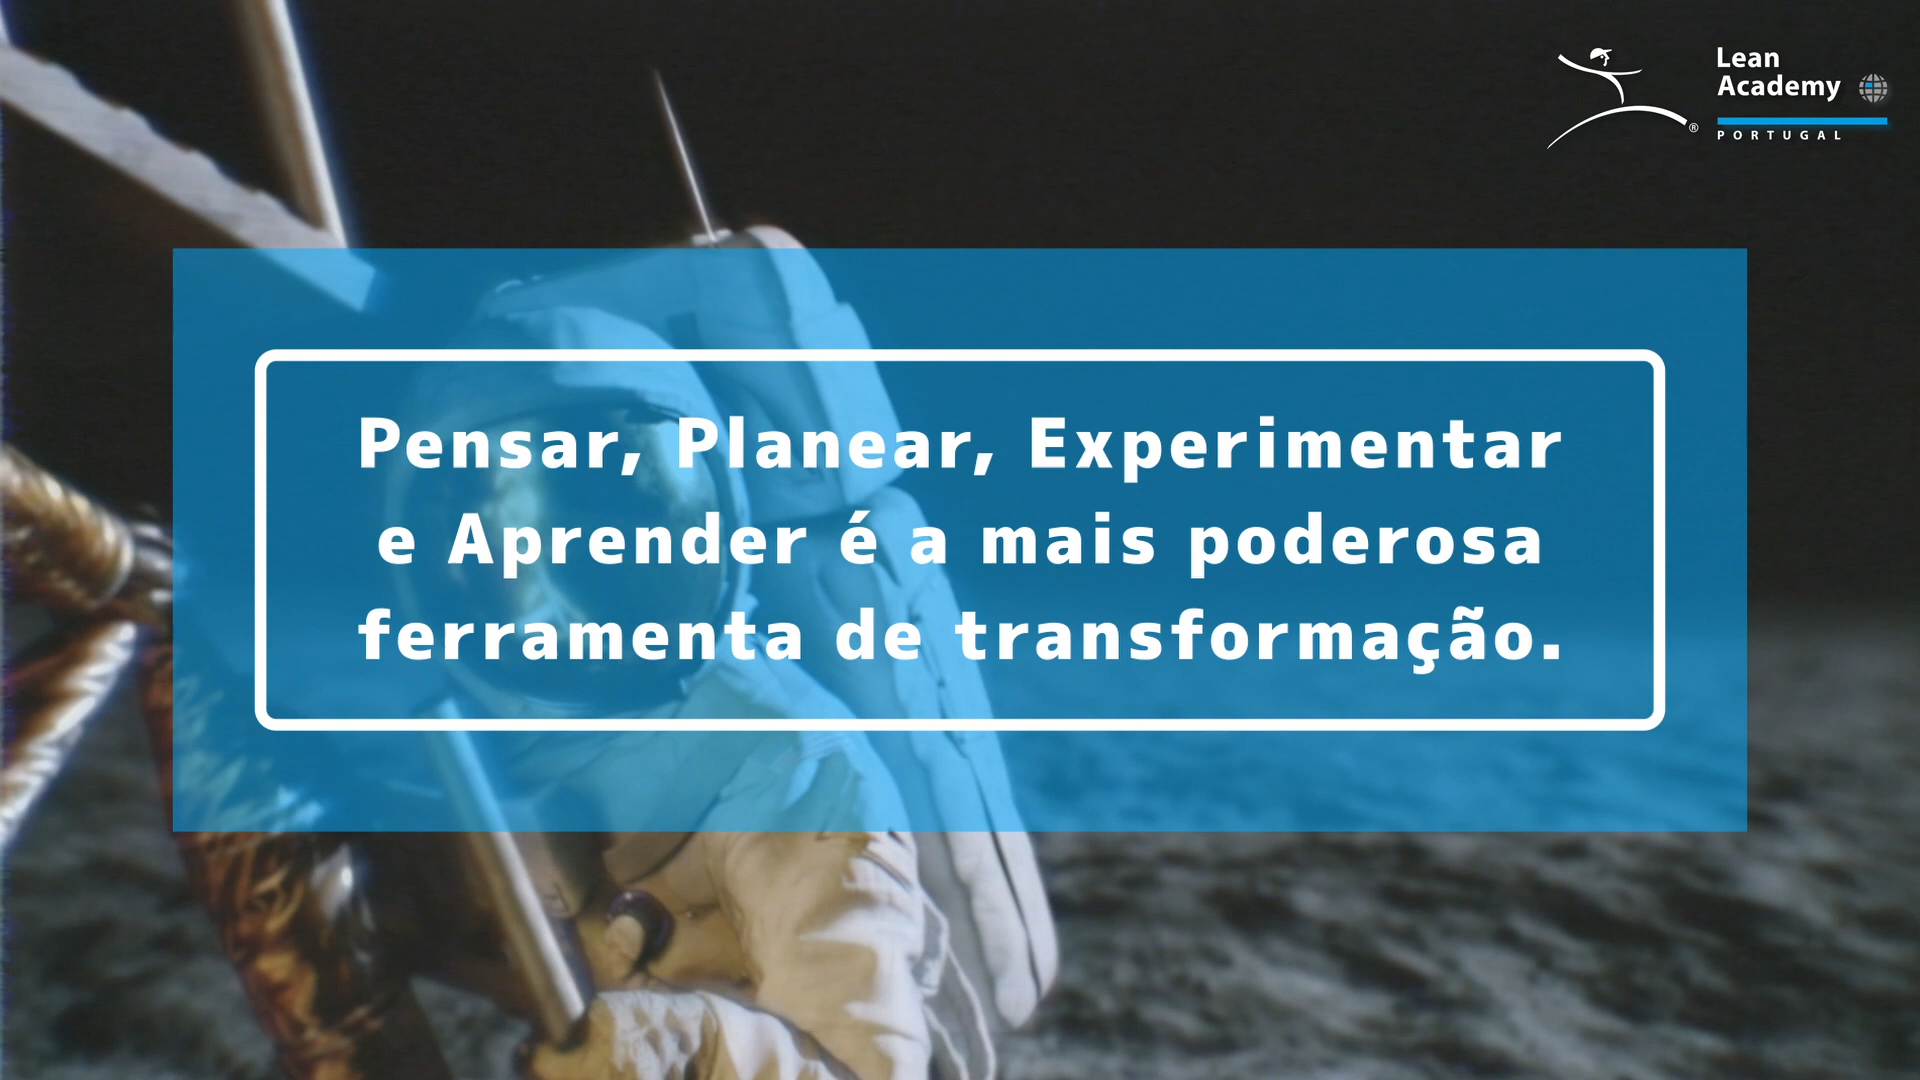 Lean
Academy
PORTUGAL
®
Pensar, Planear, Experimentar
e Aprender é a mais poderosa
ferramenta de transformação.